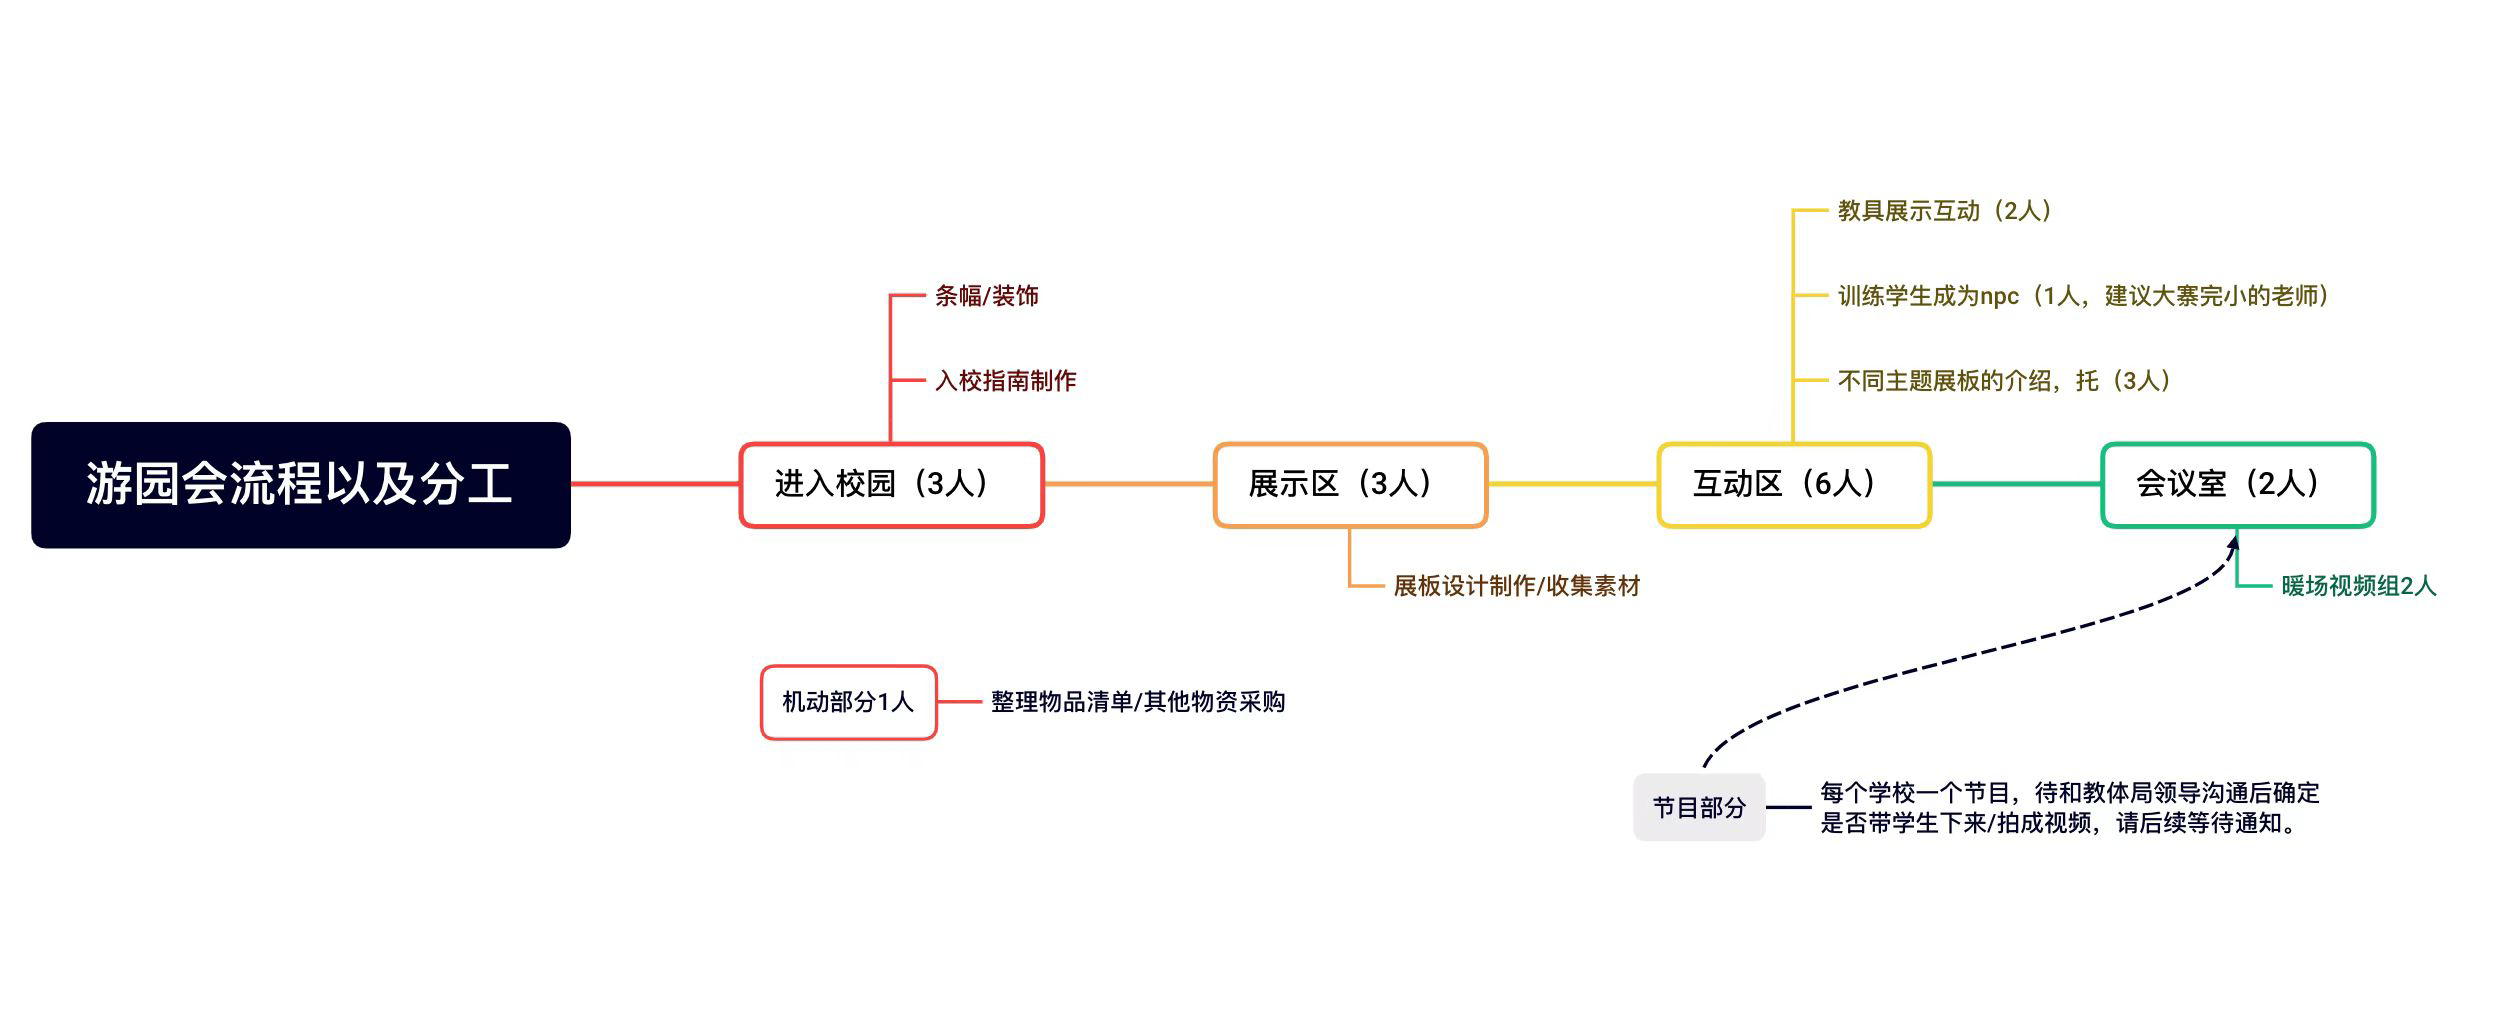 游园会流程以及分工
进入校园（3人）
条幅/装饰
入校指南制作
展示区（3人）
展板设计制作/收集素材
互动区（6人）
教具展示互动（2人）
训练学生成为npc（1人，建议大寨完小的老师）
不同主题展板的介绍，托（3人）
会议室（2人）
暖场视频组2人
机动部分1人
整理物品清单/其他物资采购
节目部分
每个学校一个节目，待和教体局领导沟通后确定
是否带学生下来/拍成视频，请后续等待通知。